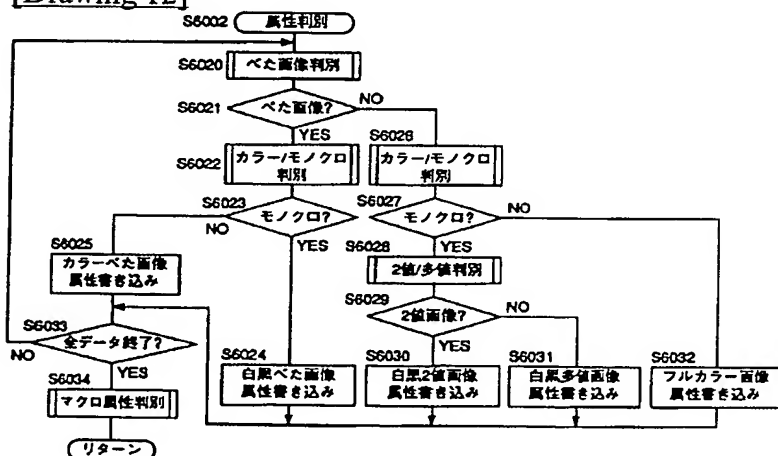 [Drawing 12]
S6002
属性判別
S6020
べた画像判別
S6021
べた画像?
NO
YES
S6022
カラー/モノクロ
判別
S6026
カラー/モノクロ
判別
S6023
モノクロ?
NO
YES
S6027
モノクロ?
NO
YES
S6025
カラーべた画像
属性書き込み
S6028
2値/多値判別
S6029
2値画像?
NO
YES
S6033
全データ終了?
NO
YES
S6024
白黒べた画像
属性書き込み
S6030
白黒2値画像
属性書き込み
S6031
白黒多値画像
属性書き込み
S6032
フルカラー画像
属性書き込み
S6034
マクロ属性判別
リターン